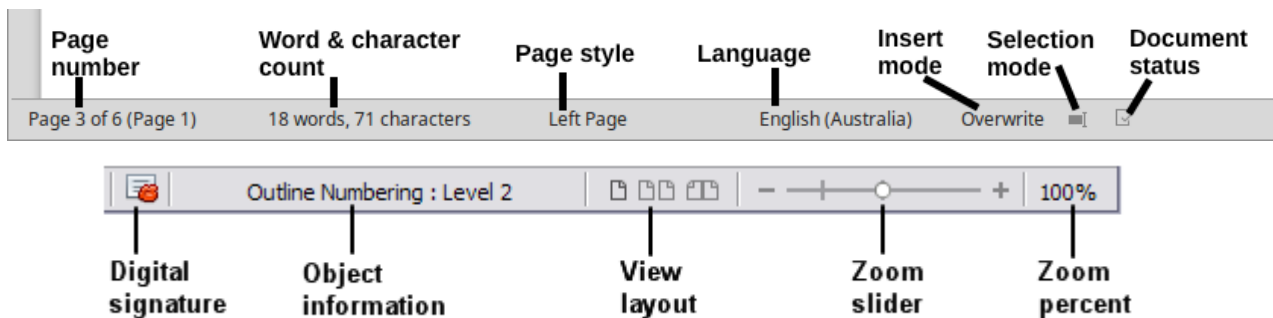 Page number
Word & character count
Page style
Language
Insert mode
Selection mode
Document status
Page 3 of 6 (Page 1)
18 words, 71 characters
Left Page
English (Australia)
Overwrite
Outline Numbering : Level 2
100%
Digital signature
Object information
View layout
Zoom slider
Zoom percent